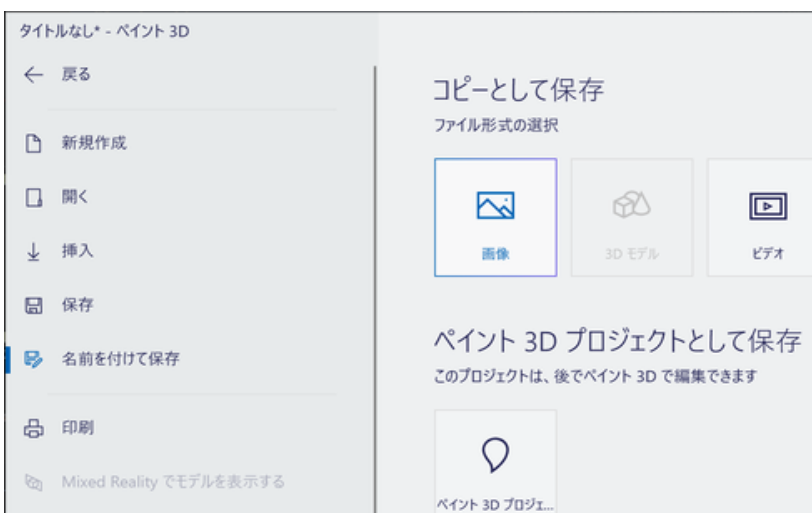 タイトルなし* - ペイント 3D
戻る
新規作成
開く
挿入
保存
名前を付けて保存
印刷
Mixed Reality でモデルを表示する
コピーとして保存
ファイル形式の選択
画像
3D モデル
ビデオ
ペイント 3D プロジェクトとして保存
このプロジェクトは、後でペイント 3D で編集できます
ペイント 3D プロジェ...